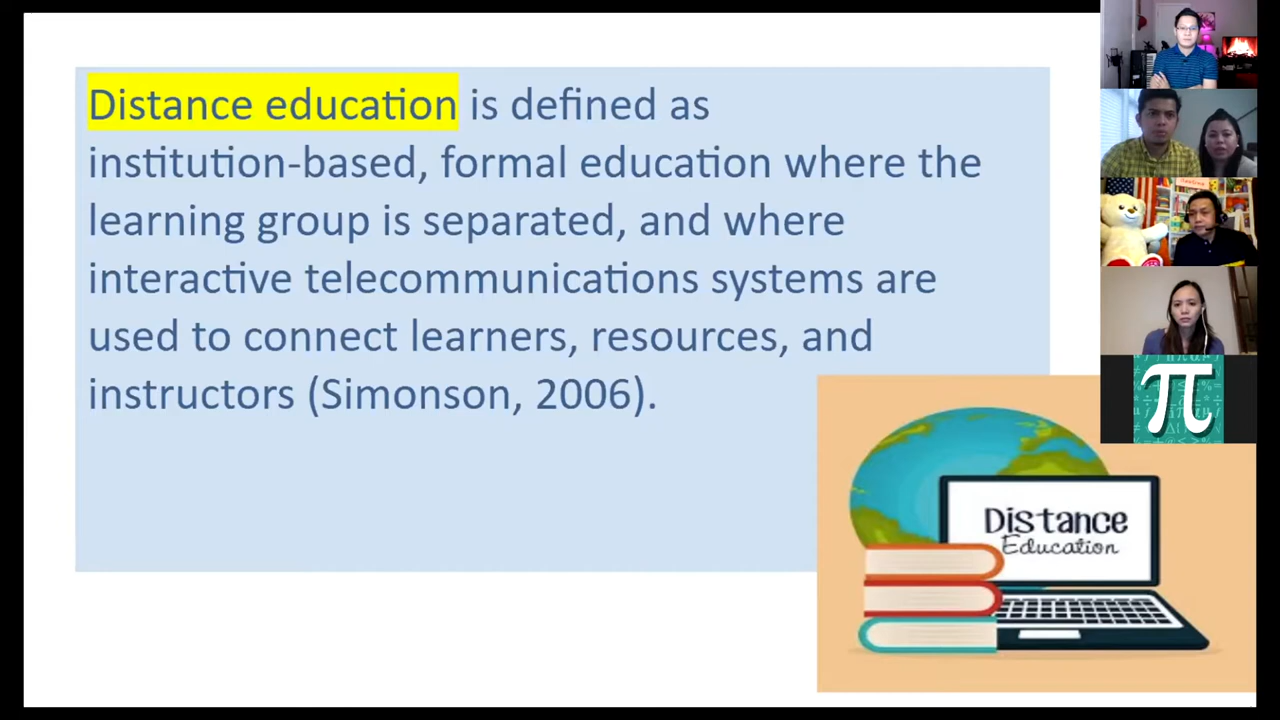 Distance education is defined as
institution-based, formal education where the
learning group is separated, and where
interactive telecommunications systems are
used to connect learners, resources, and
instructors (Simonson, 2006).
Distance
Education
π